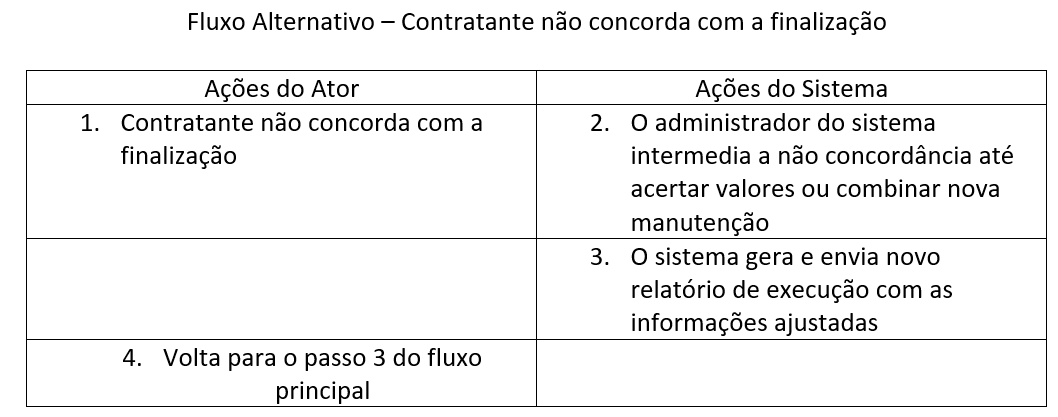 Fluxo Alternativo – Contratante não concorda com a finalização
Ações do Ator
Ações do Sistema
1. Contratante não concorda com a
finalização
2. O administrador do sistema
intermedia a não concordância até
acertar valores ou combinar nova
manutenção
3. O sistema gera e envia novo
relatório de execução com as
informações ajustadas
4. Volta para o passo 3 do fluxo
principal